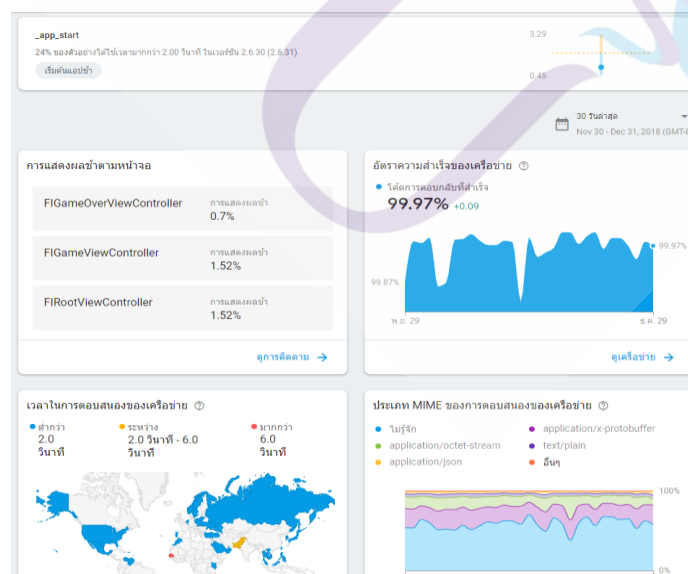 _app_start
24% ของตัวอย่างได้ใช้เวลามากกว่า 2.00 วินาที ในเวอร์ชัน 2.6.30 (2.6.31)
เริ่มต้นแอปช้า
3.29
0.45
30 วันล่าสุด
Nov 30 - Dec 31, 2018 (GMT-8
การแสดงผลช้าตามหน้าจอ
FIGameOverViewController
การแสดงผลช้า
0.7%
FIGameViewController
การแสดงผลช้า
1.52%
FIRootViewController
การแสดงผลช้า
1.52%
ดูการติดตาม
อัตราความสำเร็จของเครือข่าย
โค้ดการตอบกลับที่สำเร็จ
99.97% +0.09
99.97%
99.87%
พ.ย. 29
ธ.ค. 29
ดูเครือข่าย
เวลาในการตอบสนองของเครือข่าย
ต่ำกว่า
2.0
วินาที
ระหว่าง
2.0 วินาที - 6.0
วินาที
มากกว่า
6.0
วินาที
ประเภท MIME ของการตอบสนองของเครือข่าย
ไม่รู้จัก
application/x-protobuffer
application/octet-stream
text/plain
application/json
อื่นๆ
100%
0%